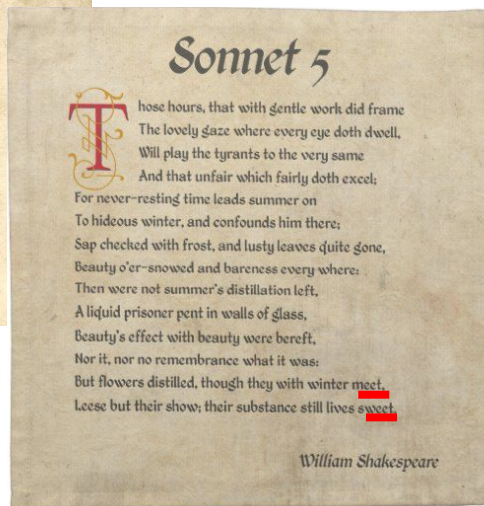 Sonnet 5
Those hours, that with gentle work did frame
The lovely gaze where every eye doth dwell,
Will play the tyrants to the very same
And that unfair which fairly doth excel;
For never-resting time leads summer on
To hideous winter, and confounds him there;
Sap checked with frost, and lusty leaves quite gone,
Beauty o'er-snowed and bareness every where:
Then were not summer's distillation left,
A liquid prisoner pent in walls of glass,
Beauty's effect with beauty were bereft,
Nor it, nor no remembrance what it was:
But flowers distilled, though they with winter meet,
Leese but their show; their substance still lives sweet.
William Shakespeare